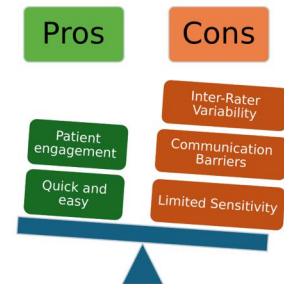 Pros
Cons
Patient
engagement
Quick and
easy
Inter-Rater
Variability
Communication
Barriers
Limited Sensitivity